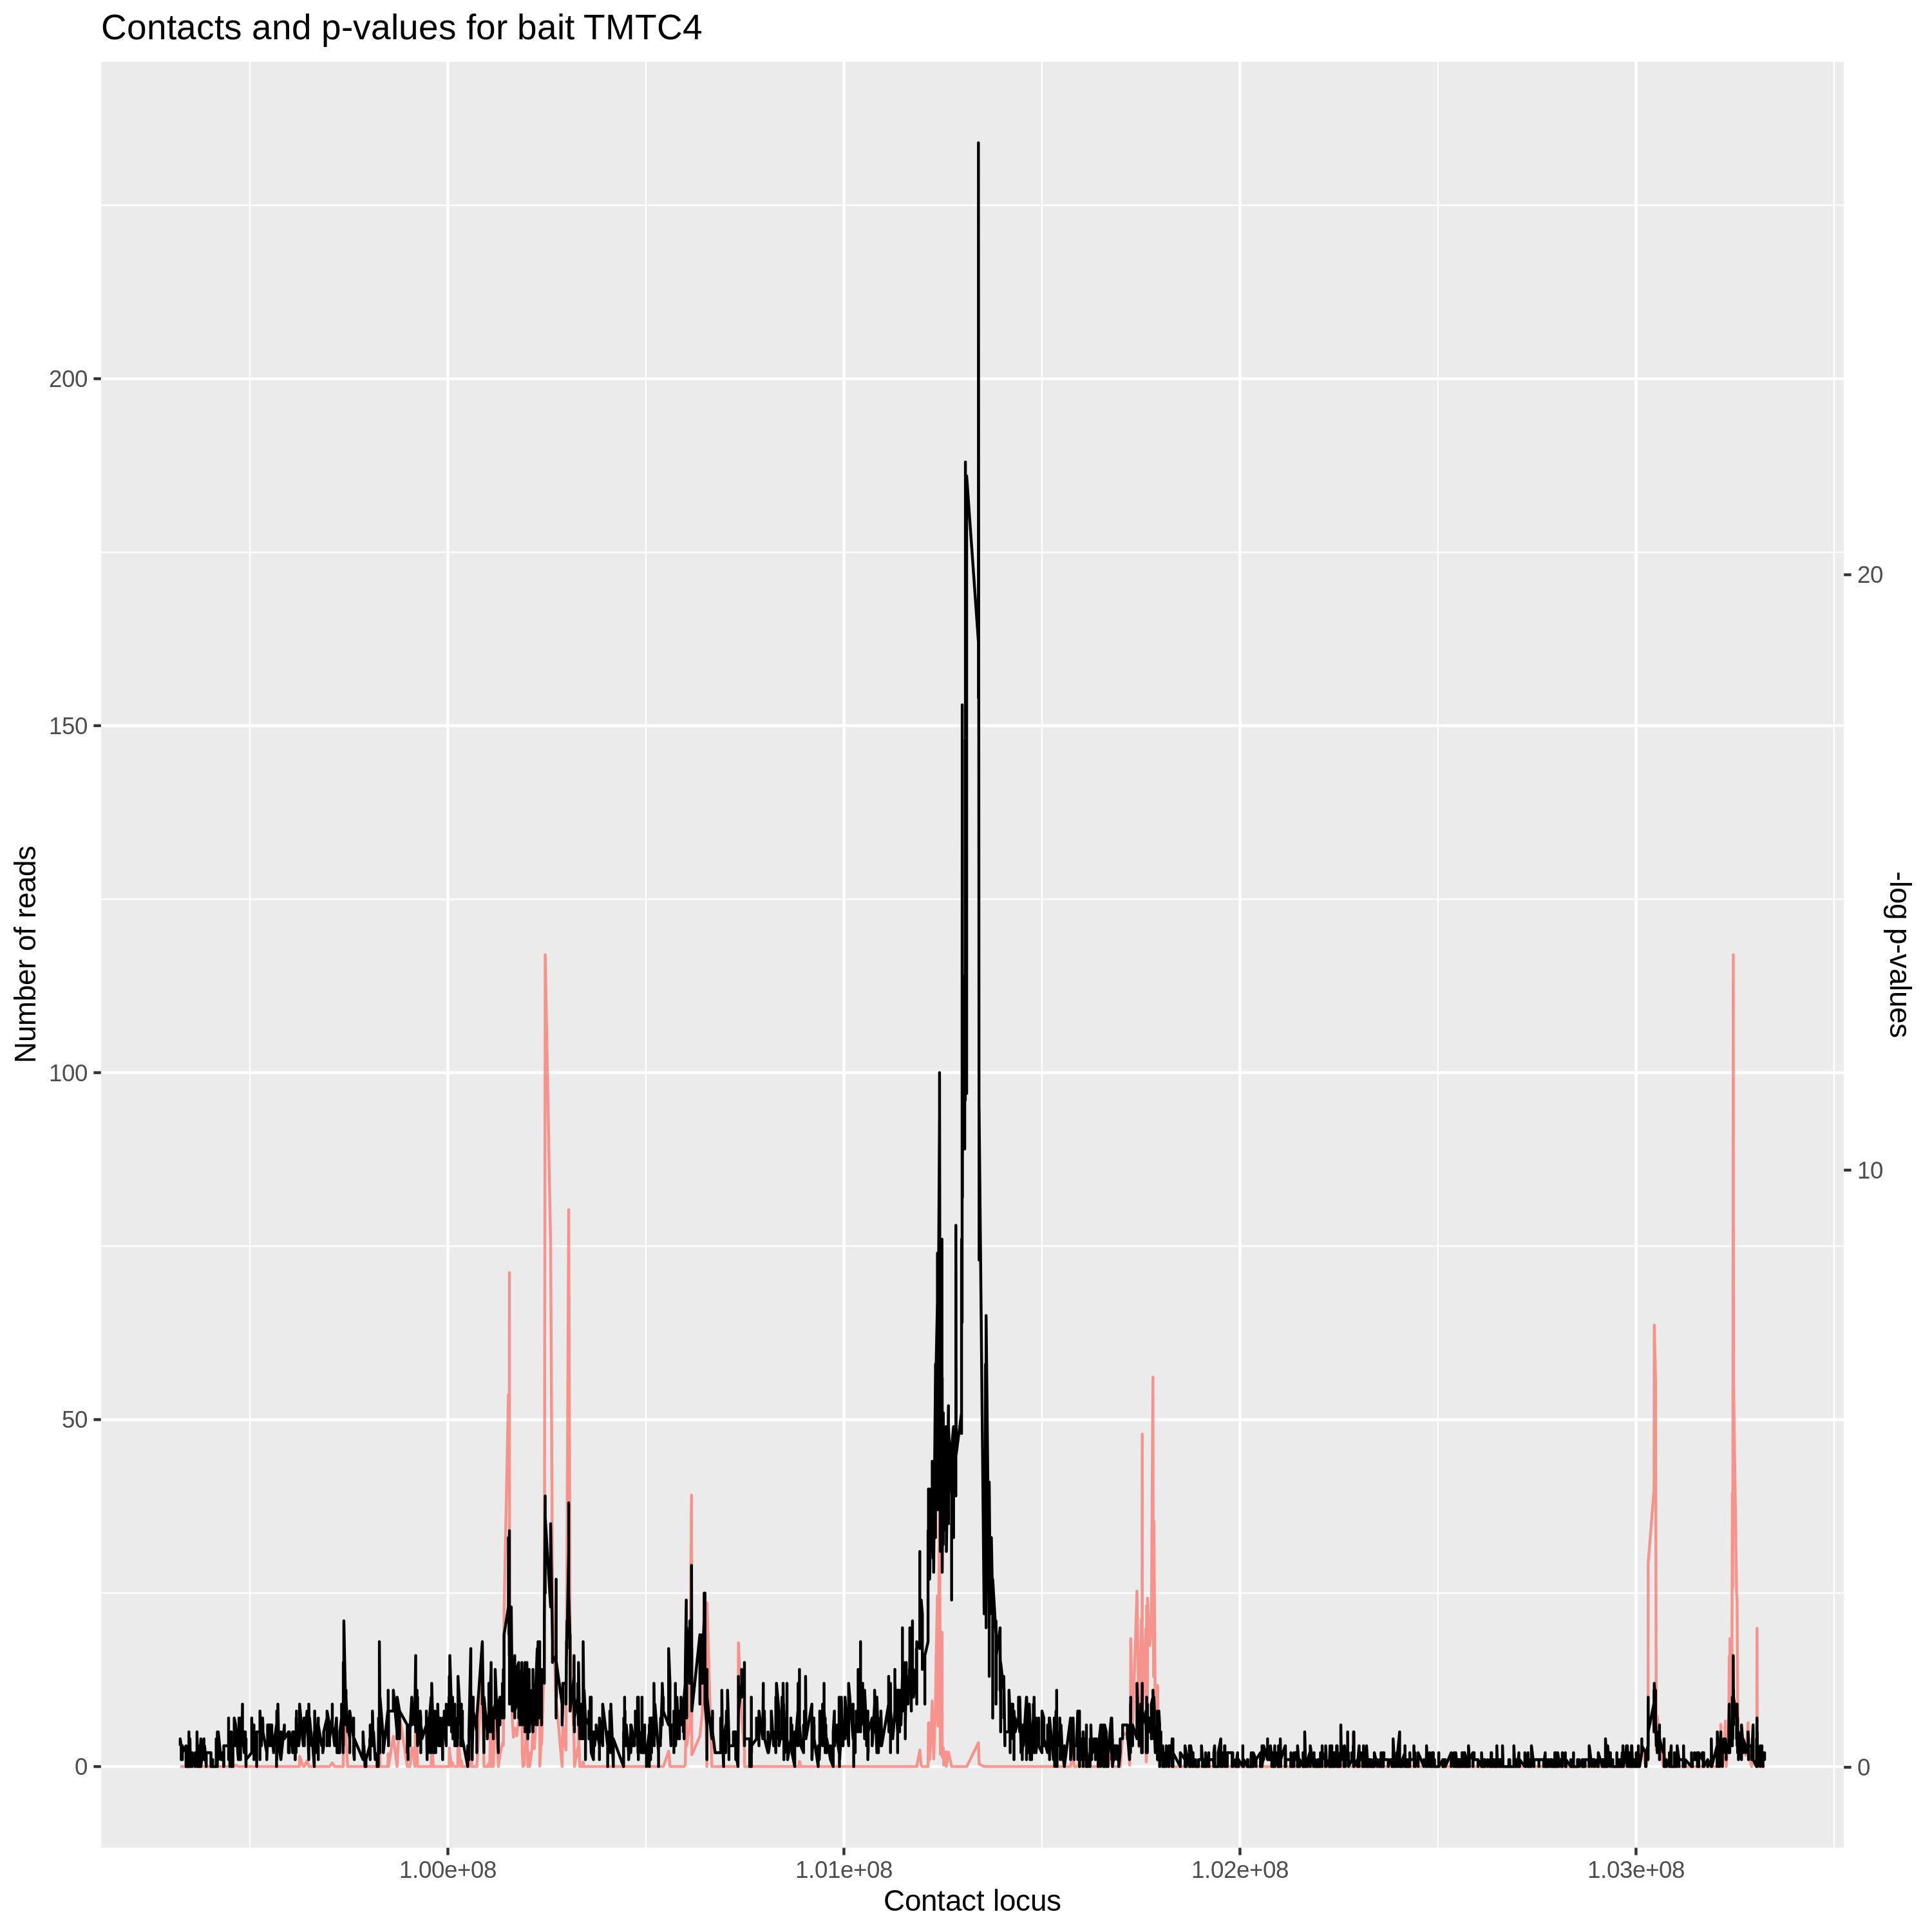 Contacts and p-values for bait TMTC4
Number of reads
200
150
100
50
0
20
10
0
-log p-values
1.00e+08
1.01e+08
1.02e+08
1.03e+08
Contact locus